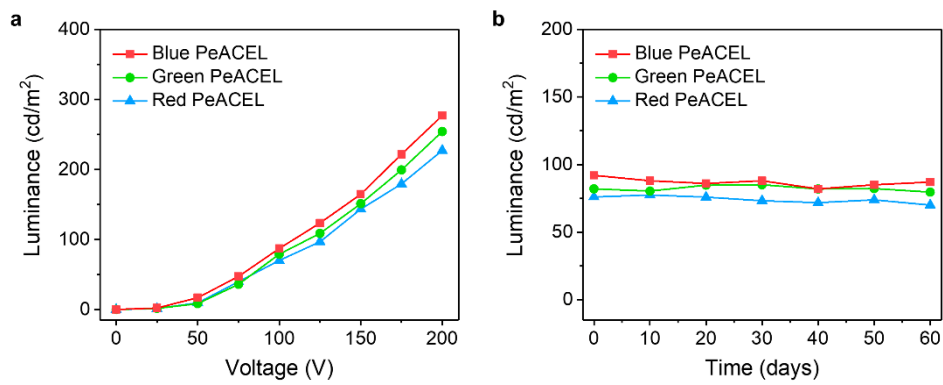 a
Luminance (cd/m²)
400
300
200
100
0
Blue PeACEL
Green PeACEL
Red PeACEL
0 50 100 150 200
Voltage (V)
b
Luminance (cd/m²)
200
150
100
50
0
Blue PeACEL
Green PeACEL
Red PeACEL
0 10 20 30 40 50 60
Time (days)